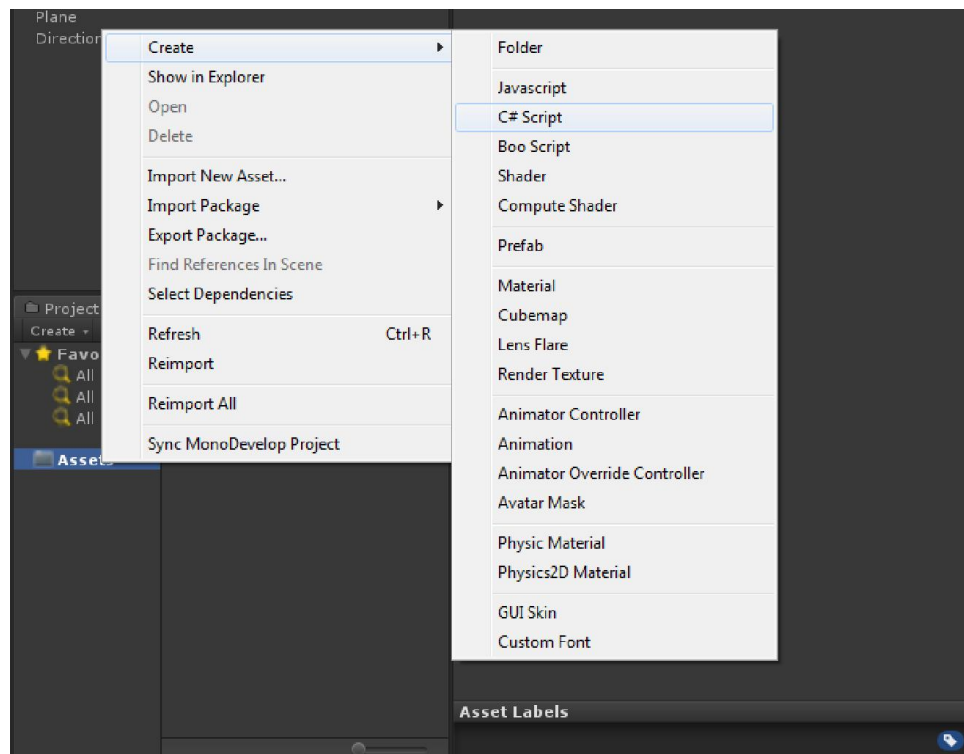 Plane
Direction
Create
Show in Explorer
Open
Delete
Import New Asset...
Import Package
Export Package...
Find References In Scene
Select Dependencies
Refresh Ctrl+R
Reimport
Reimport All
Sync MonoDevelop Project
Folder
Javascript
C# Script
Boo Script
Shader
Compute Shader
Prefab
Material
Cubemap
Lens Flare
Render Texture
Animator Controller
Animation
Animator Override Controller
Avatar Mask
Physic Material
Physics2D Material
GUI Skin
Custom Font
Project
Create
Favo
All
All
All
Assets
Asset Labels